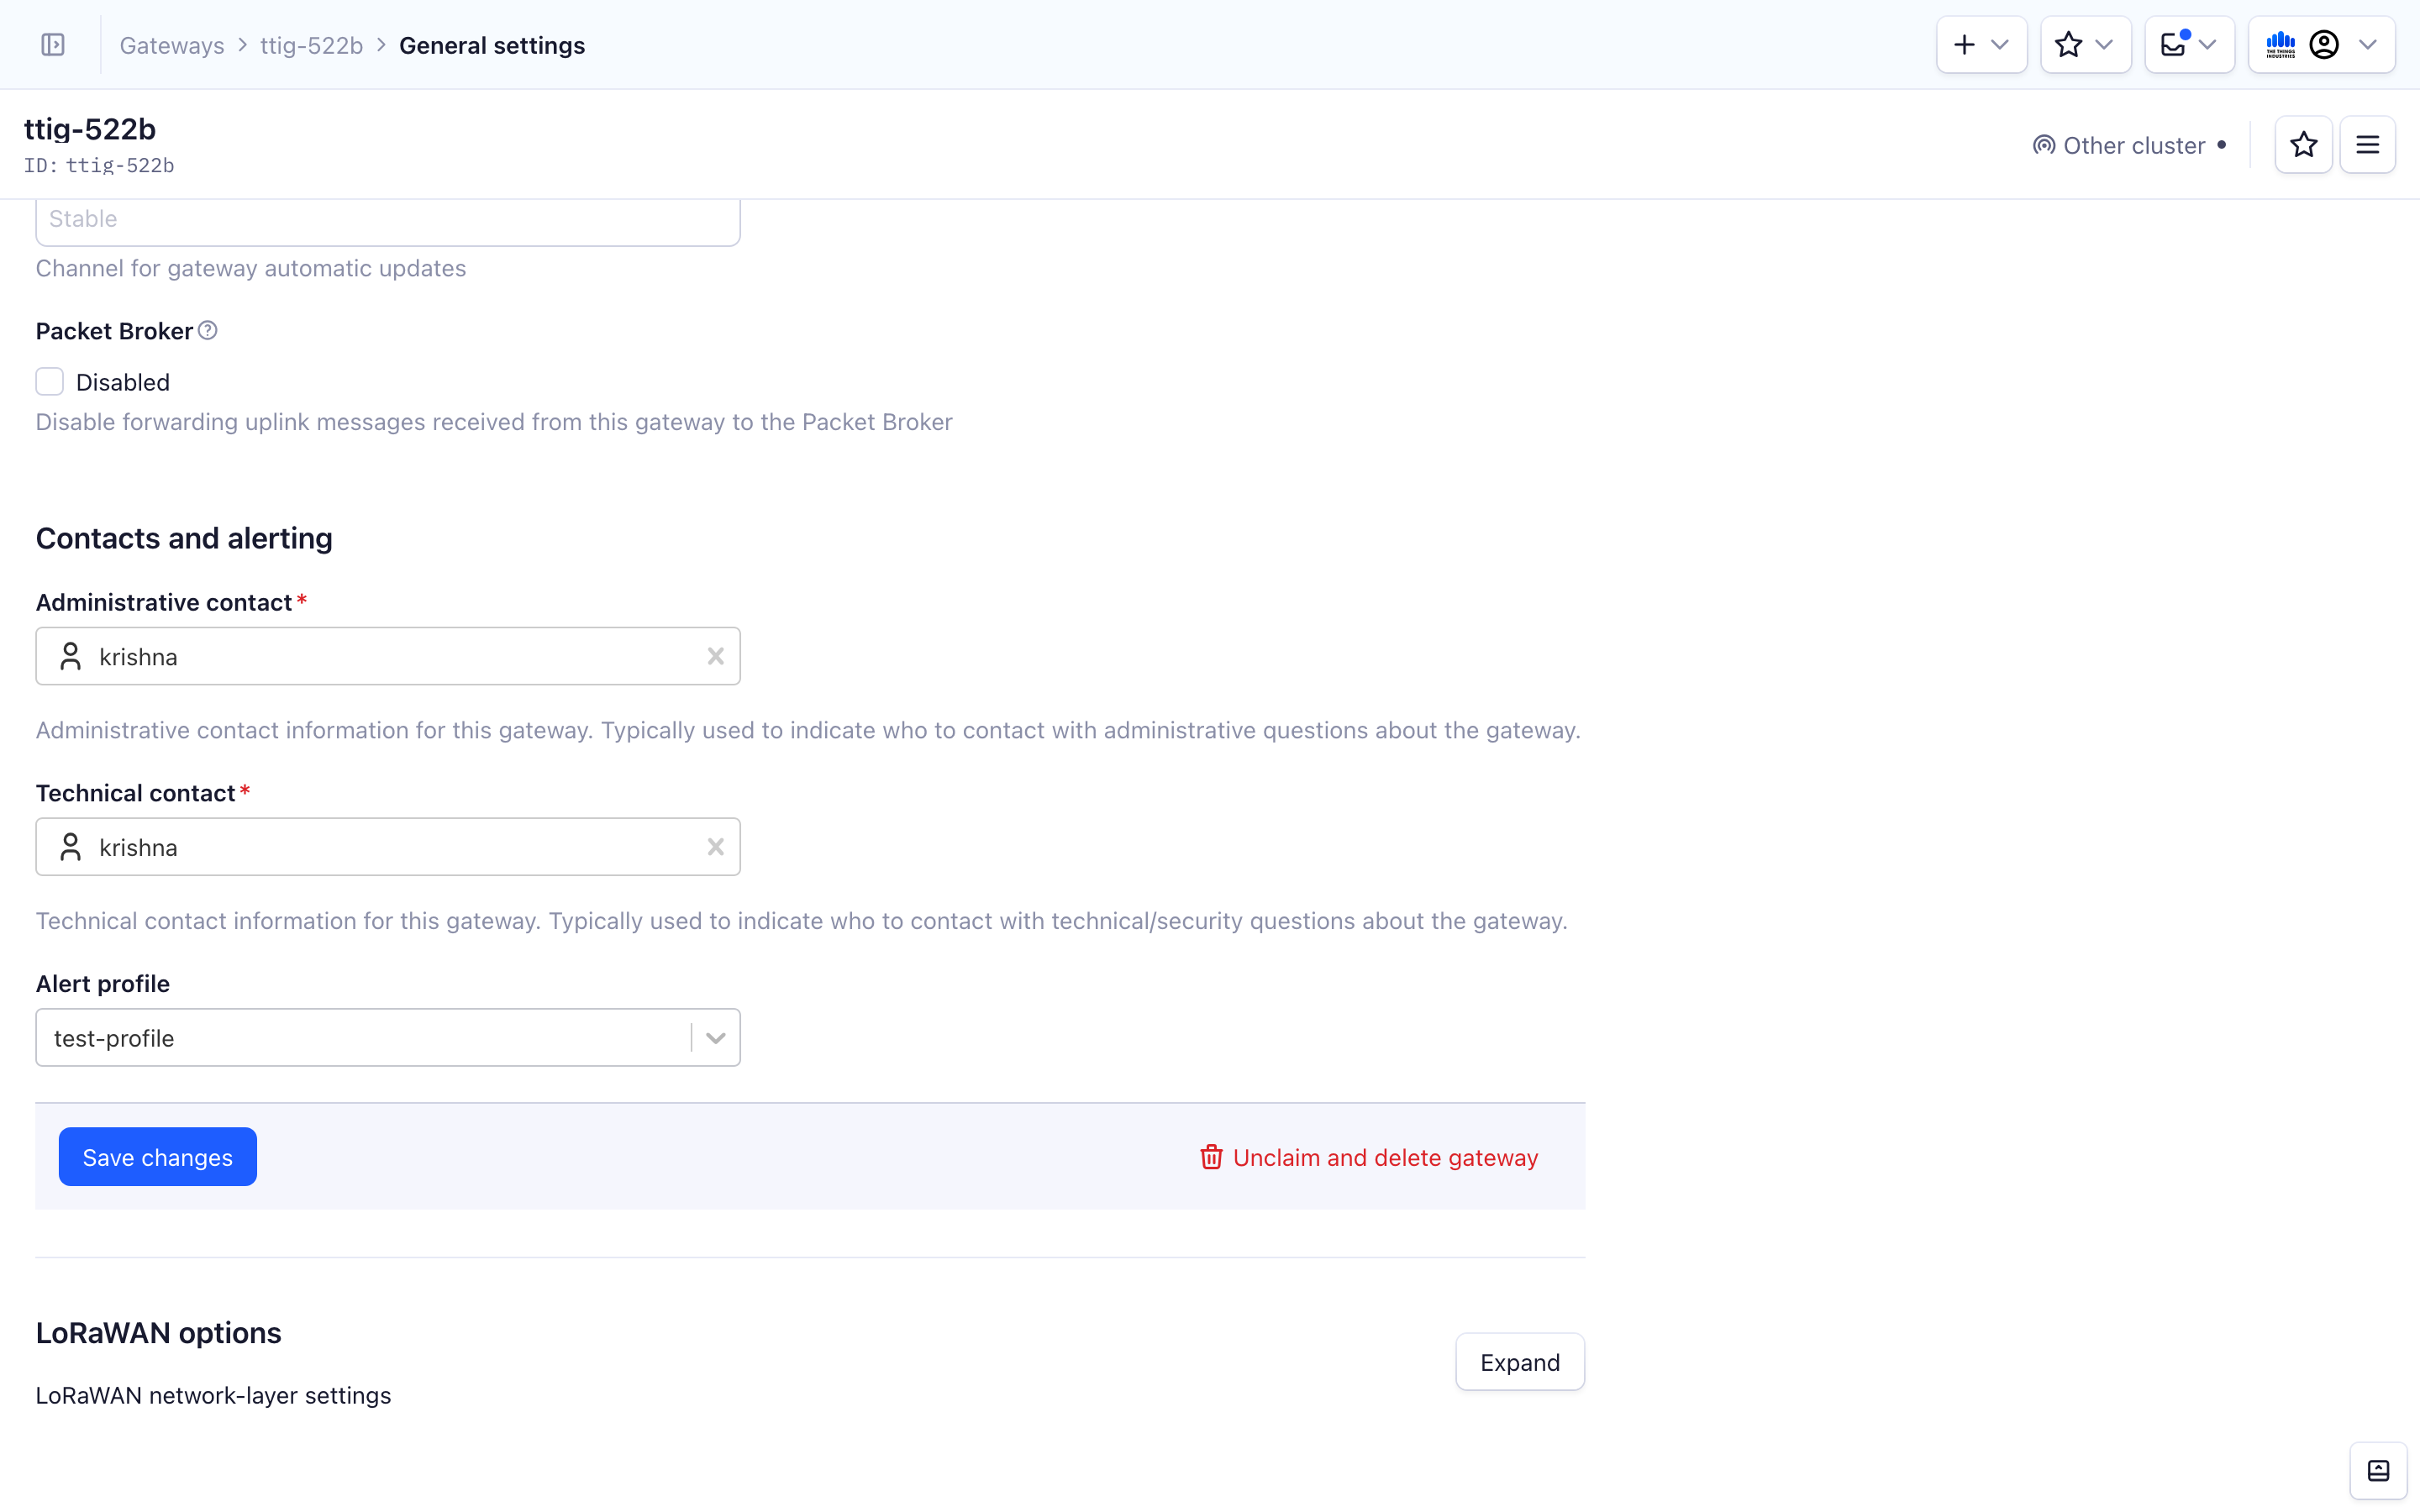 Gateways > ttig-522b > General settings
THE THINGS INDUSTRIES
ttig-522b
ID: ttig-522b
Other cluster •
Stable
Channel for gateway automatic updates
Packet Broker
Disabled
Disable forwarding uplink messages received from this gateway to the Packet Broker
Contacts and alerting
Administrative contact*
krishna
Administrative contact information for this gateway. Typically used to indicate who to contact with administrative questions about the gateway.
Technical contact*
krishna
Technical contact information for this gateway. Typically used to indicate who to contact with technical/security questions about the gateway.
Alert profile
test-profile
Save changes
Unclaim and delete gateway
LoRaWAN options
Expand
LoRaWAN network-layer settings